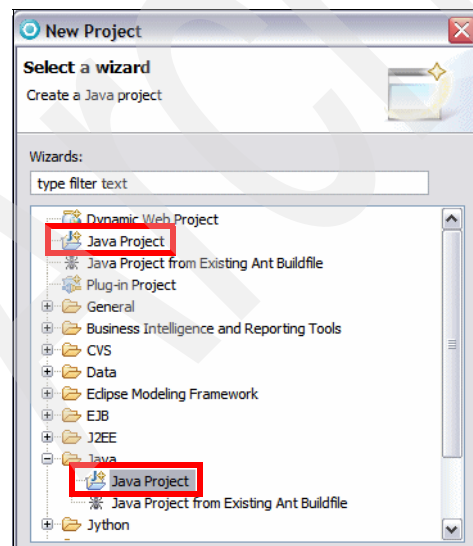 New Project
Select a wizard
Create a Java project
Wizards:
type filter text
Dynamic Web Project
Java Project
Java Project from Existing Ant Buildfile
Plug-in Project
General
Business Intelligence and Reporting Tools
CVS
Data
Eclipse Modeling Framework
EJB
J2EE
Java
Java Project
Java Project from Existing Ant Buildfile
Jython